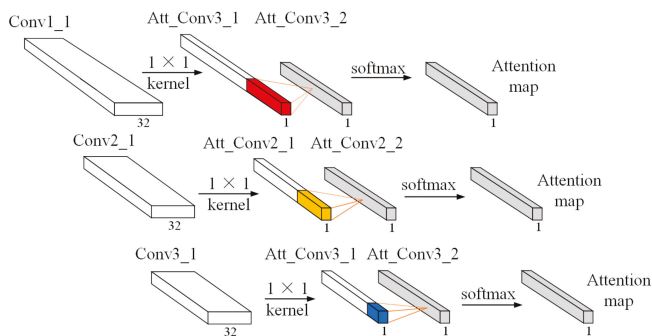 Conv1_1
Att_Conv3_1
Att_Conv3_2
1 × 1
kernel
softmax
Attention
map
32
1
1
1
Conv2_1
Att_Conv2_1
Att_Conv2_2
1 × 1
kernel
softmax
Attention
map
32
1
1
1
Conv3_1
Att_Conv3_1
Att_Conv3_2
1 × 1
kernel
softmax
Attention
map
32
1
1
1